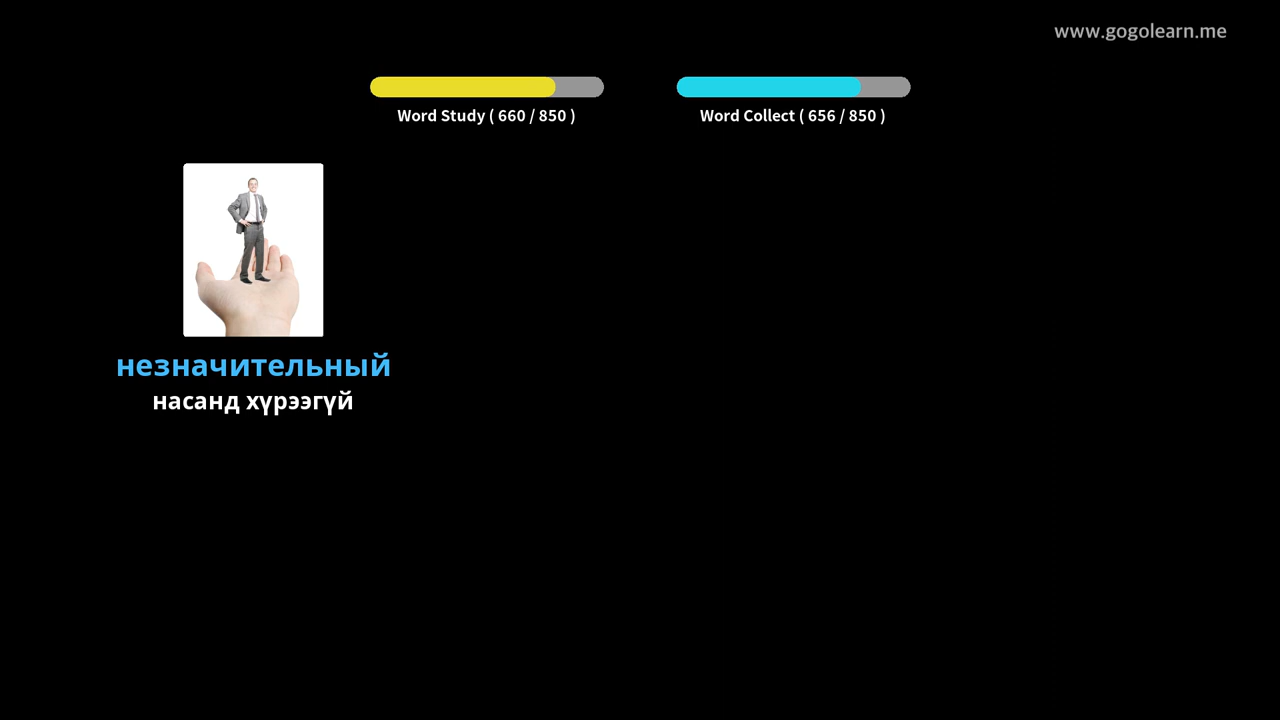 www.gogolearn.me
Word Study ( 660 / 850 )
Word Collect ( 656 / 850 )
незначительный
насанд хүрээгүй